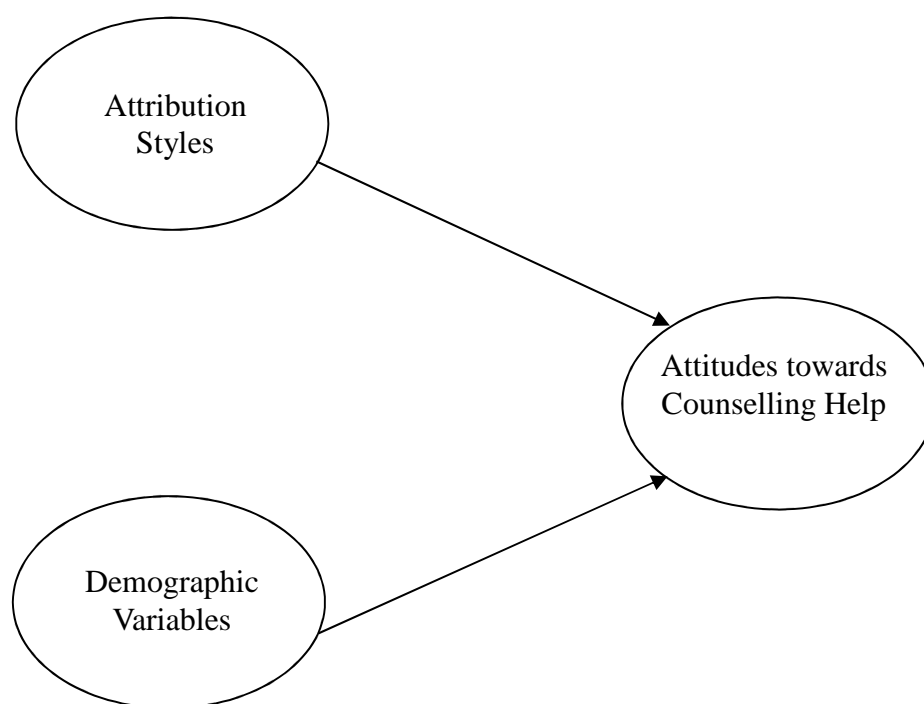 Attribution
Styles
Attitudes towards
Counselling Help
Demographic
Variables